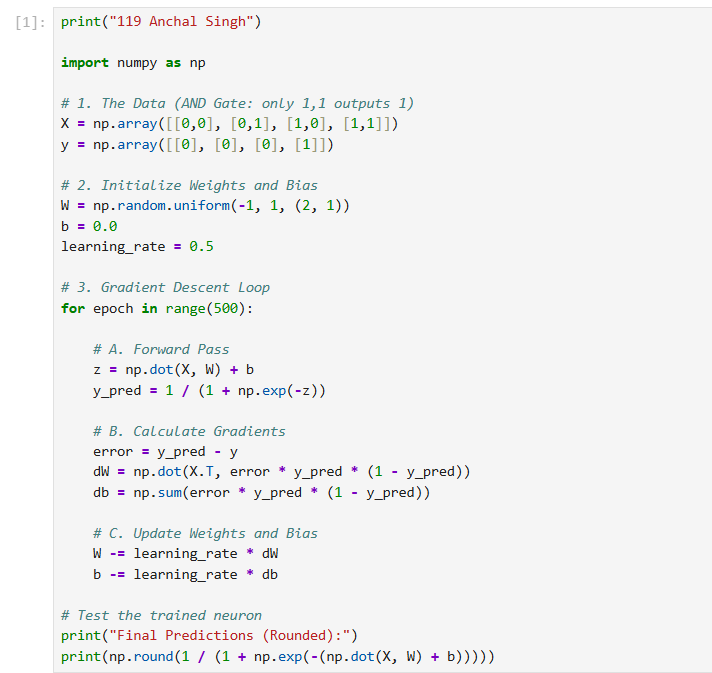 [1]: print("119 Anchal Singh")
import numpy as np
# 1. The Data (AND Gate: only 1,1 outputs 1)
X = np.array([[0,0], [0,1], [1,0], [1,1]])
y = np.array([[0], [0], [0], [1]])
# 2. Initialize Weights and Bias
W = np.random.uniform(-1, 1, (2, 1))
b = 0.0
learning_rate = 0.5
# 3. Gradient Descent Loop
for epoch in range(500):
    # A. Forward Pass
    z = np.dot(X, W) + b
    y_pred = 1 / (1 + np.exp(-z))
    # B. Calculate Gradients
    error = y_pred - y
    dW = np.dot(X.T, error * y_pred * (1 - y_pred))
    db = np.sum(error * y_pred * (1 - y_pred))
    # C. Update Weights and Bias
    W -= learning_rate * dW
    b -= learning_rate * db
# Test the trained neuron
print("Final Predictions (Rounded):")
print(np.round(1 / (1 + np.exp(-(np.dot(X, W) + b)))))